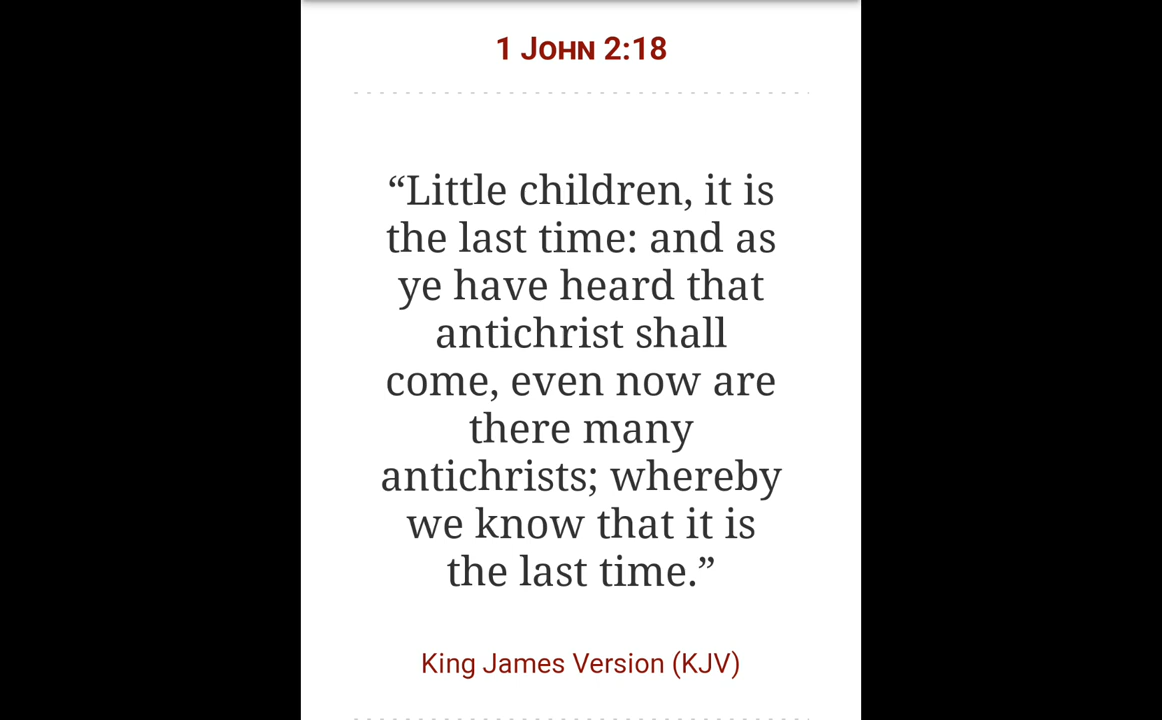 1 John 2:18
“Little children, it is
the last time: and as
ye have heard that
antichrist shall
come, even now are
there many
antichrists; whereby
we know that it is
the last time.”
King James Version (KJV)